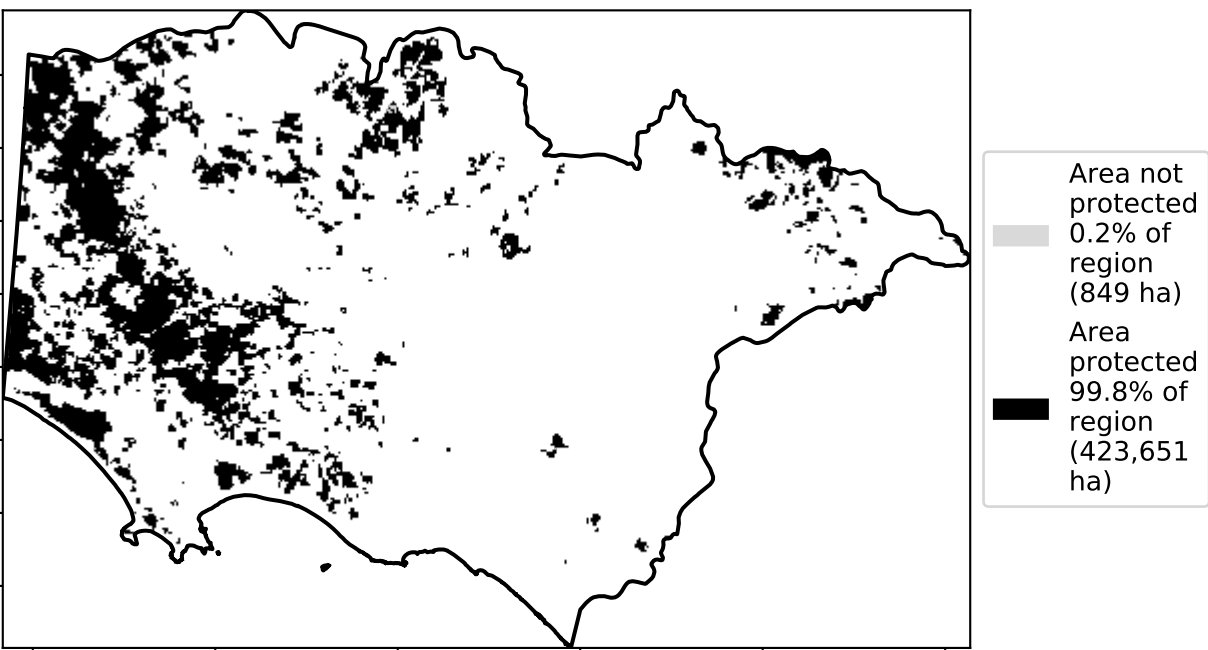 Area not
protected
0.2% of
region
(849 ha)
Area
protected
99.8% of
region
(423,651
ha)